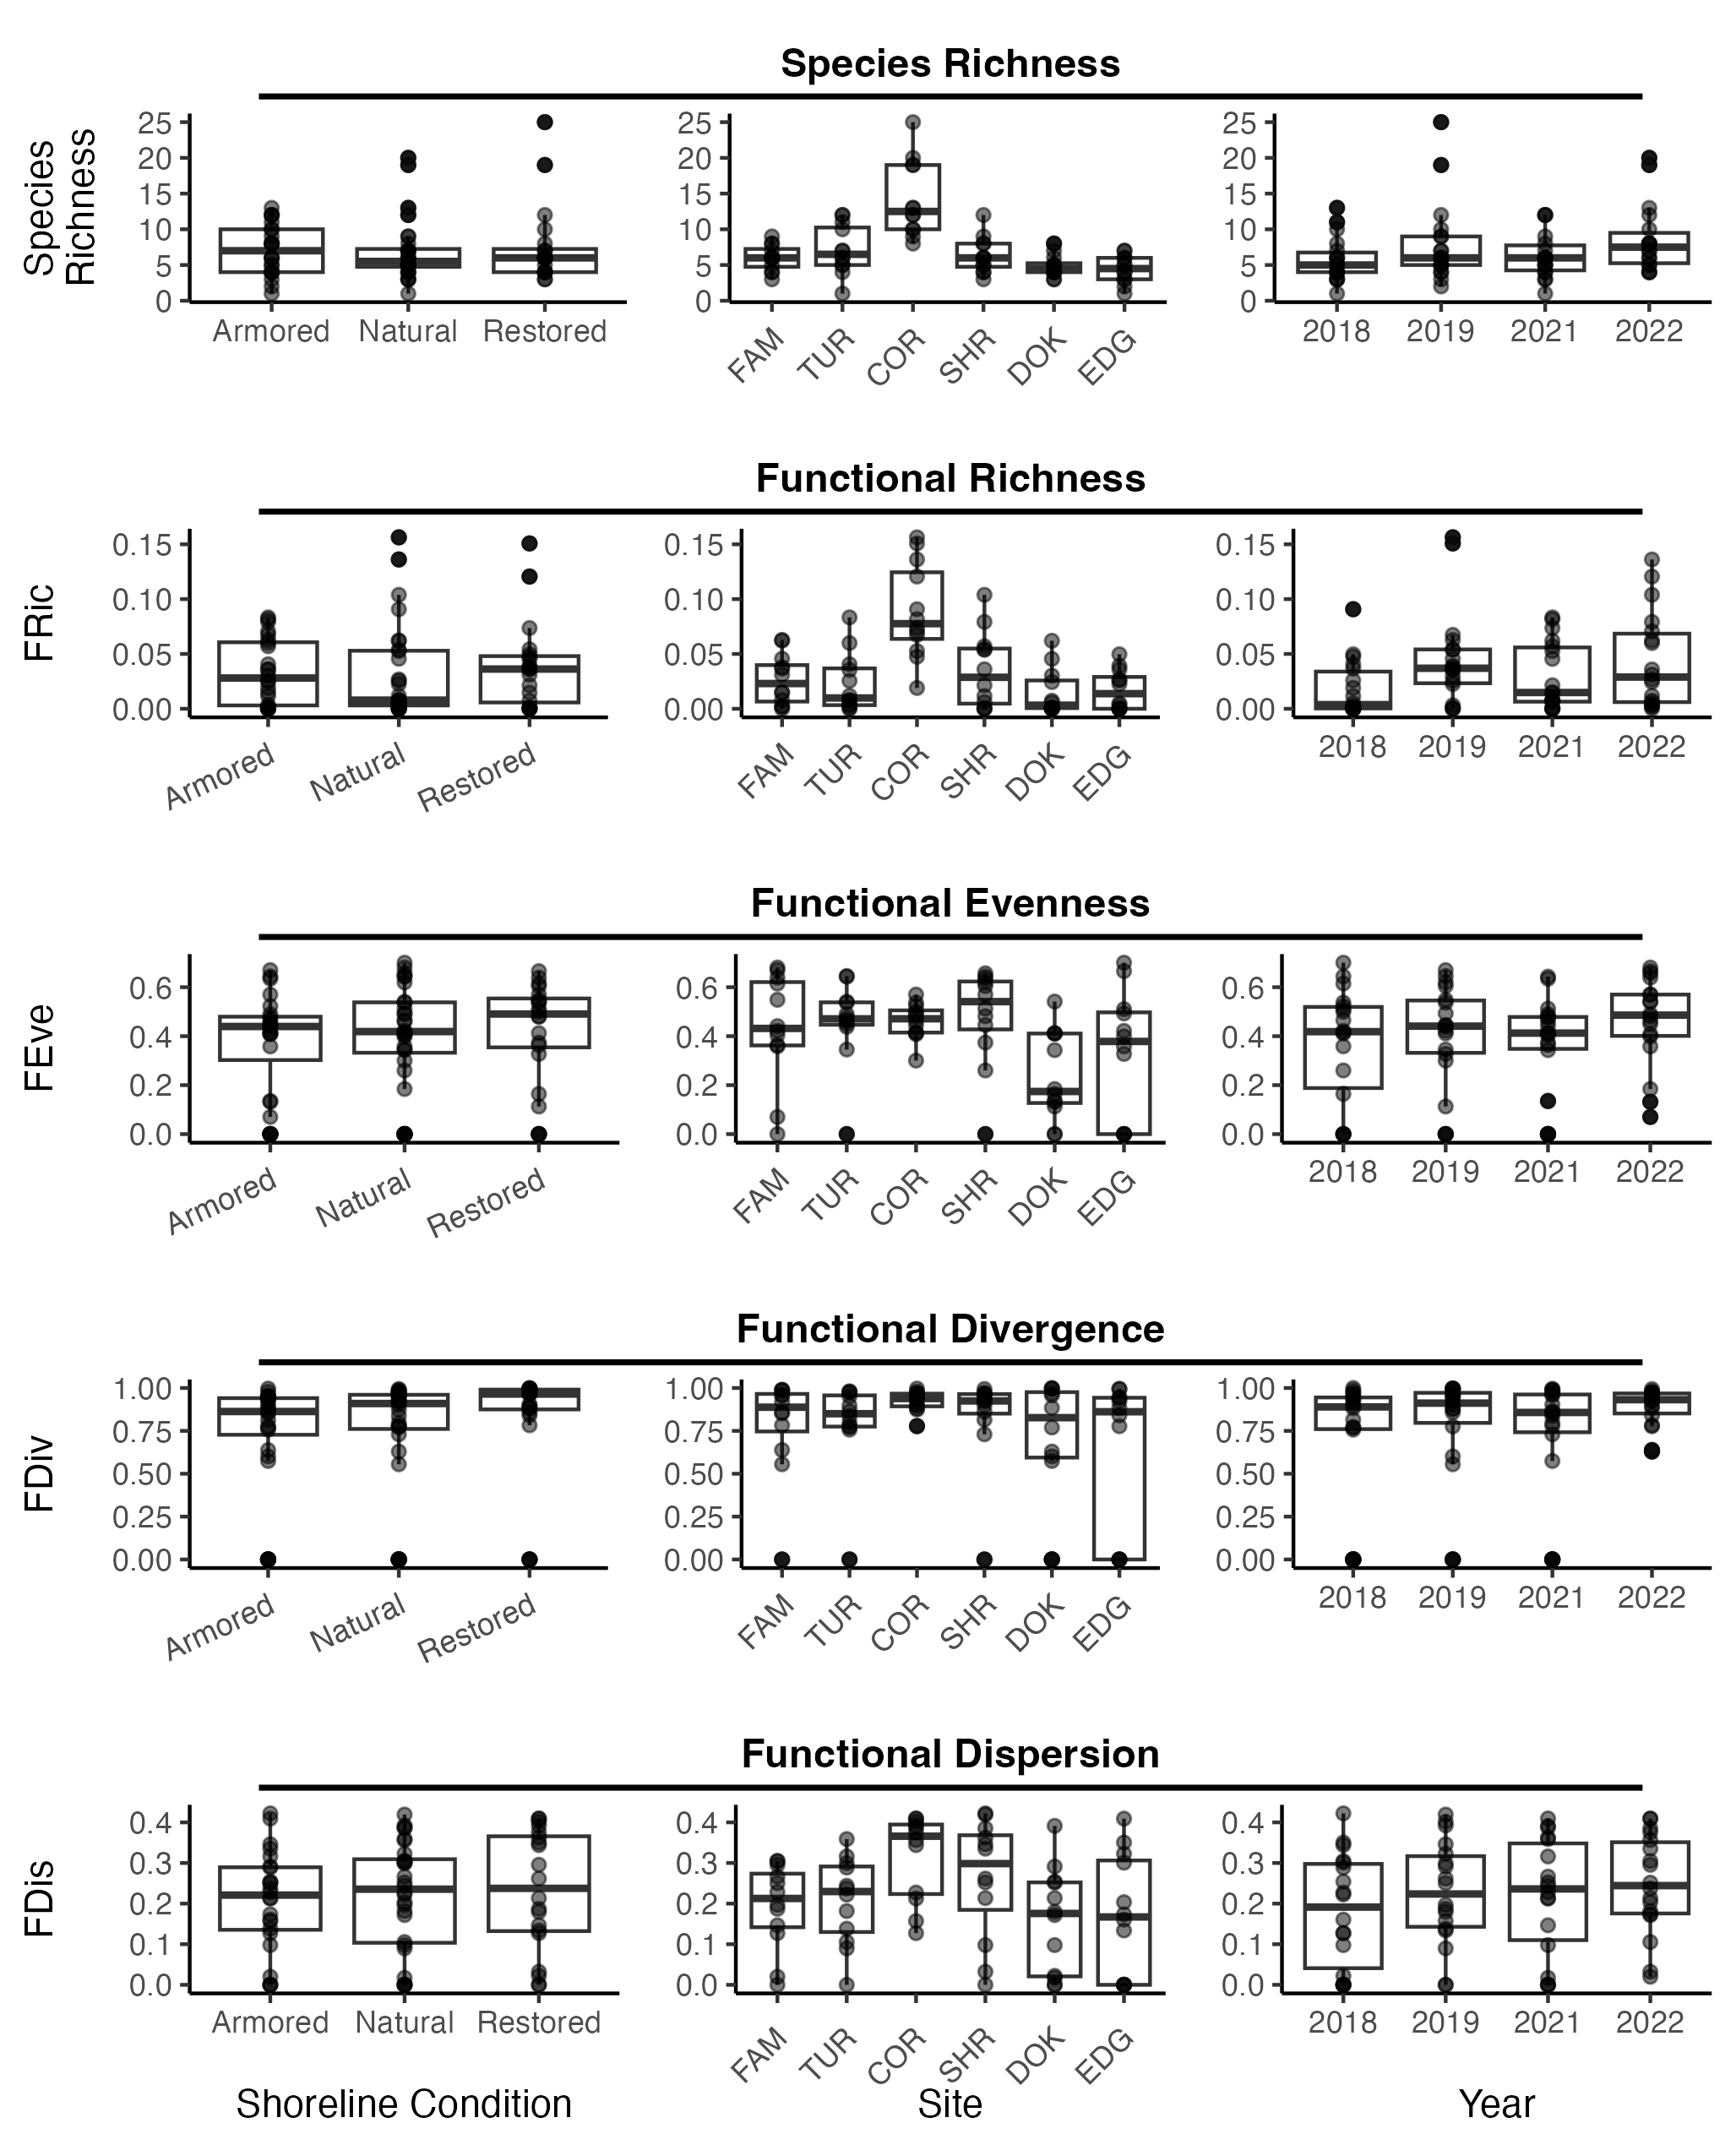 Species Richness
Species
Richness
25
20
15
10
5
0
Armored Natural Restored
25
20
15
10
5
0
FAM TUR COR SHR DOK EDG
25
20
15
10
5
0
2018 2019 2021 2022
Functional Richness
FRic
0.15
0.10
0.05
0.00
Armored Natural Restored
0.15
0.10
0.05
0.00
FAM TUR COR SHR DOK EDG
0.15
0.10
0.05
0.00
2018 2019 2021 2022
Functional Evenness
FEve
0.6
0.4
0.2
0.0
Armored Natural Restored
0.6
0.4
0.2
0.0
FAM TUR COR SHR DOK EDG
0.6
0.4
0.2
0.0
2018 2019 2021 2022
Functional Divergence
FDiv
1.00
0.75
0.50
0.25
0.00
Armored Natural Restored
1.00
0.75
0.50
0.25
0.00
FAM TUR COR SHR DOK EDG
1.00
0.75
0.50
0.25
0.00
2018 2019 2021 2022
Functional Dispersion
FDis
0.4
0.3
0.2
0.1
0.0
Armored Natural Restored
0.4
0.3
0.2
0.1
0.0
FAM TUR COR SHR DOK EDG
0.4
0.3
0.2
0.1
0.0
2018 2019 2021 2022
Shoreline Condition Site Year